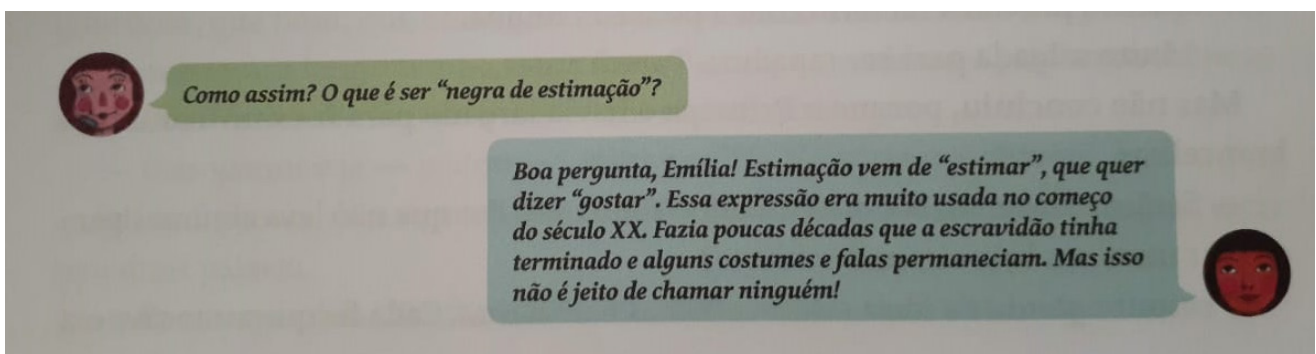 Como assim? O que é ser “negra de estimação”?
Boa pergunta, Emília! Estimação vem de “estimar”, que quer
dizer “gostar”. Essa expressão era muito usada no começo
do século XX. Fazia poucas décadas que a escravidão tinha
terminado e alguns costumes e falas permaneciam. Mas isso
não é jeito de chamar ninguém!